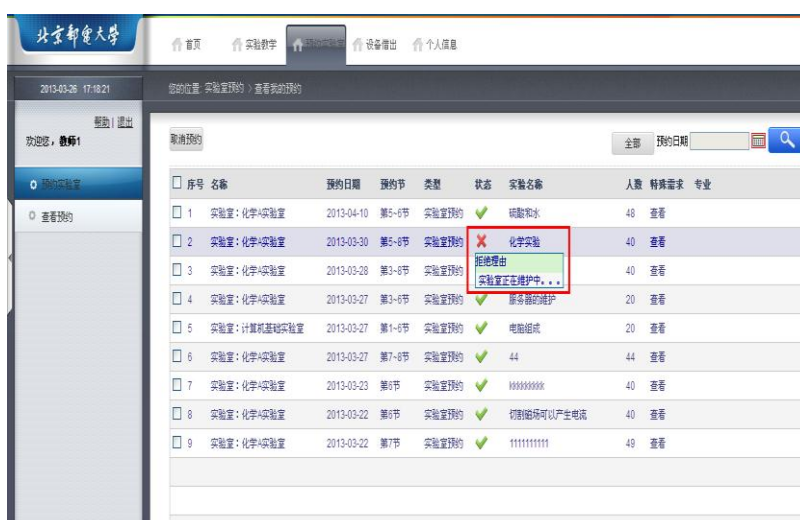 北京邮电大学
首页 实验教学 预约实验室 设备借出 个人信息
2013-03-26 17:18:21
您的位置: 实验室预约 > 查看我的预约
帮助 | 退出
欢迎您，教师1
预约实验室
查看预约
取消预约 全部 预约日期
序号 名称 预约日期 预约节 类型 状态 实验名称 人数 特殊需求 专业
1 实验室：化学A实验室 2013-04-10 第5~6节 实验室预约 硫酸和水 48 查看
2 实验室：化学A实验室 2013-03-30 第5~8节 实验室预约 化学实验 40 查看
拒绝理由
实验室正在维护中...
3 实验室：化学A实验室 2013-03-28 第3~8节 实验室预约 40 查看
4 实验室：化学A实验室 2013-03-27 第3~6节 实验室预约 服务器的维护 20 查看
5 实验室：计算机基础实验室 2013-03-27 第1~6节 实验室预约 电脑组成 20 查看
6 实验室：化学A实验室 2013-03-27 第7~8节 实验室预约 44 44 查看
7 实验室：化学A实验室 2013-03-23 第6节 实验室预约 40 查看
8 实验室：化学A实验室 2013-03-22 第6节 实验室预约 切割磁场可以产生电流 40 查看
9 实验室：化学A实验室 2013-03-22 第7节 实验室预约 1111111111 49 查看